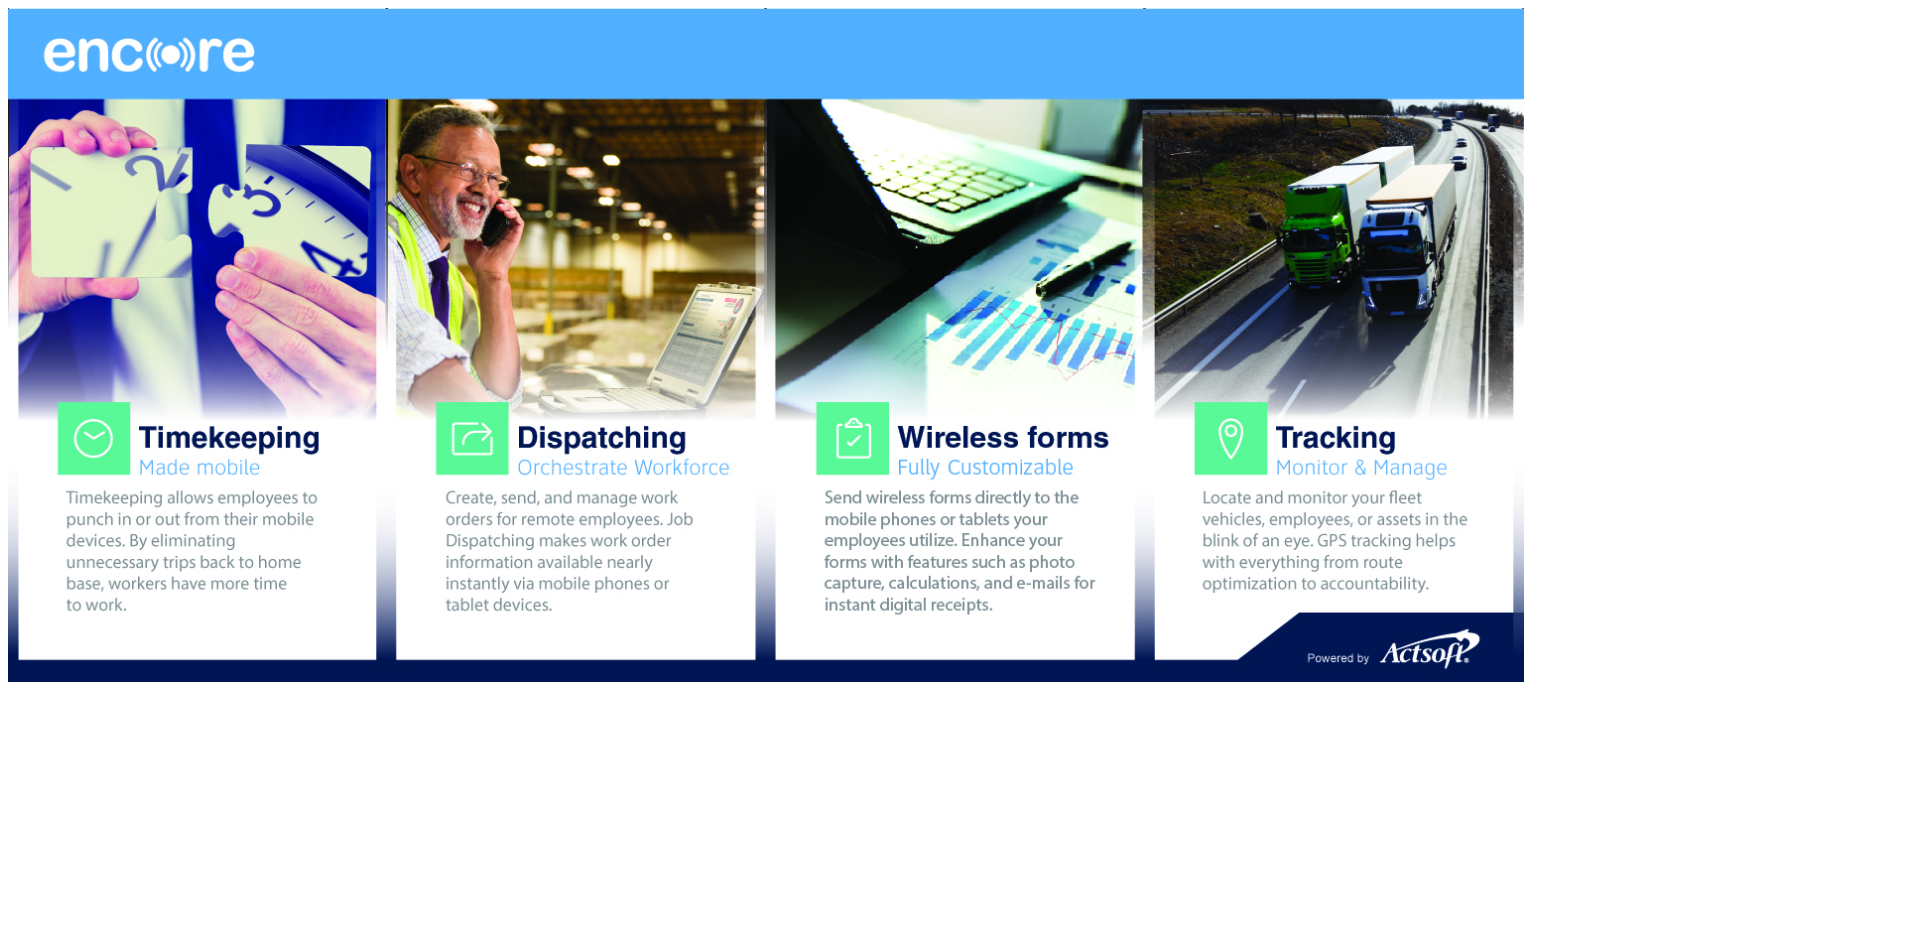 encore
2
3
4
Timekeeping
Made mobile
Timekeeping allows employees to
punch in or out from their mobile
devices. By eliminating
unnecessary trips back to home
base, workers have more time
to work.
Dispatching
Orchestrate Workforce
Create, send, and manage work
orders for remote employees. Job
Dispatching makes work order
information available nearly
instantly via mobile phones or
tablet devices.
Wireless forms
Fully Customizable
Send wireless forms directly to the
mobile phones or tablets your
employees utilize. Enhance your
forms with features such as photo
capture, calculations, and e-mails for
instant digital receipts.
Tracking
Monitor & Manage
Locate and monitor your fleet
vehicles, employees, or assets in the
blink of an eye. GPS tracking helps
with everything from route
optimization to accountability.
Powered by Actsoft®